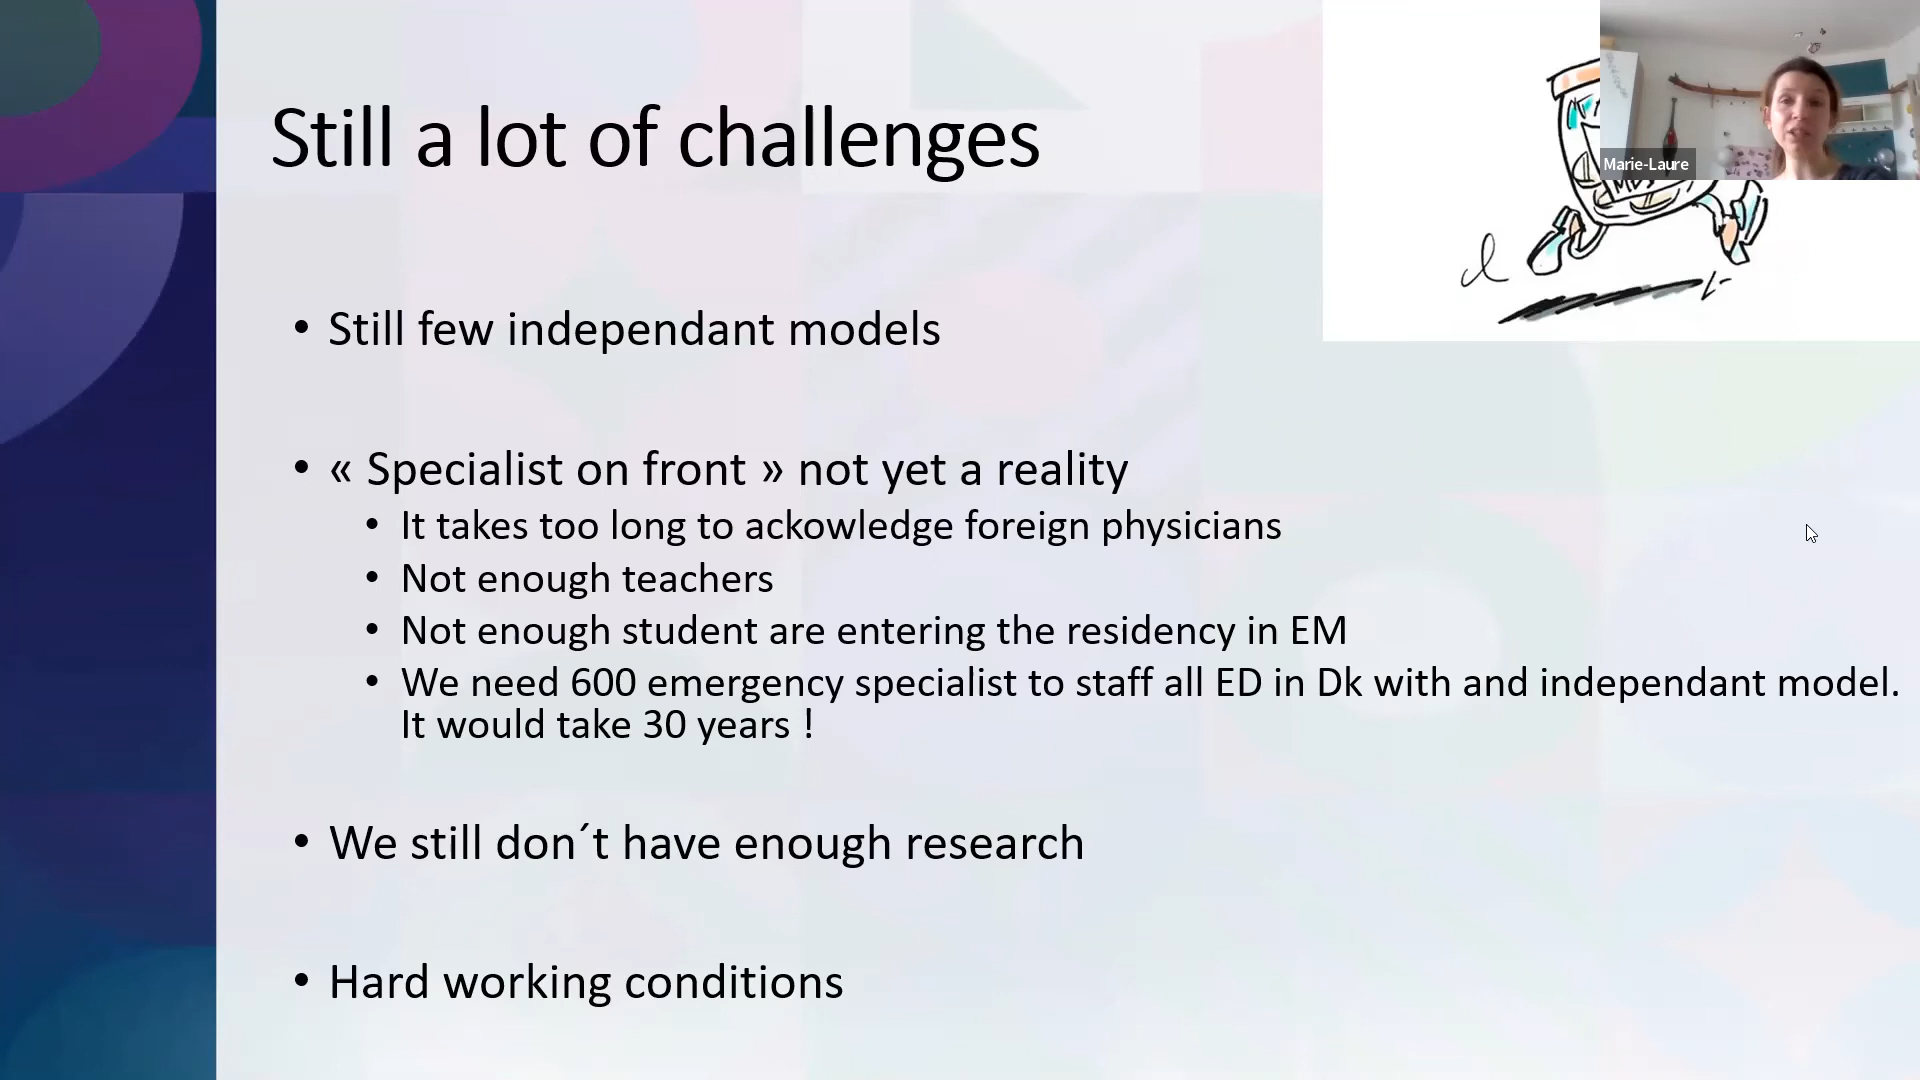 Still a lot of challenges
Marie-Laure
• Still few independant models
• « Specialist on front » not yet a reality
• It takes too long to ackowledge foreign physicians
• Not enough teachers
• Not enough student are entering the residency in EM
• We need 600 emergency specialist to staff all ED in Dk with and independant model.
It would take 30 years !
• We still don´t have enough research
• Hard working conditions